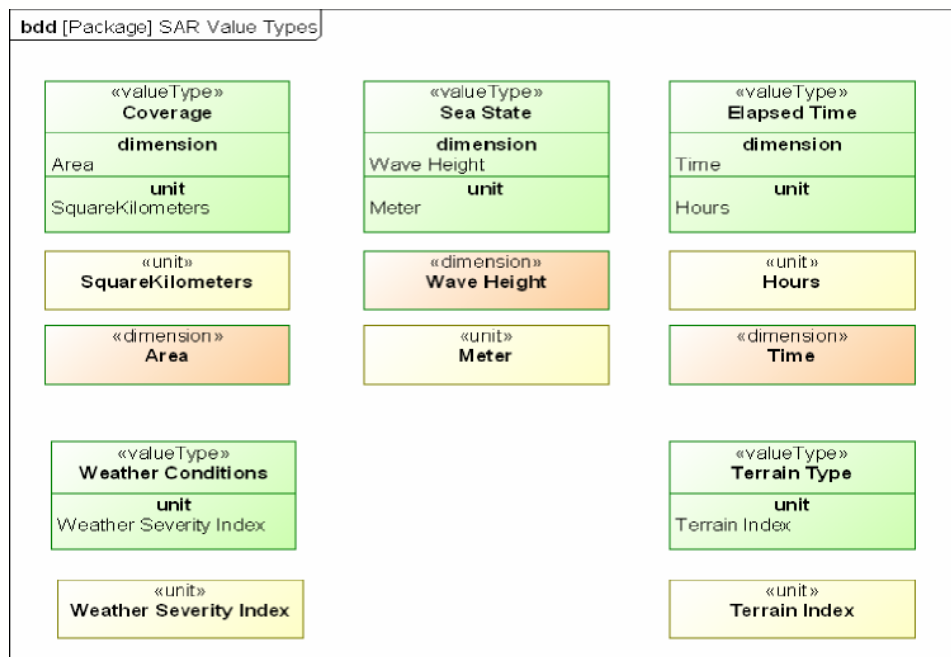 bdd [Package] SAR Value Types
«valueType»
Coverage
dimension
Area
unit
SquareKilometers
«valueType»
Sea State
dimension
Wave Height
unit
Meter
«valueType»
Elapsed Time
dimension
Time
unit
Hours
«unit»
SquareKilometers
«dimension»
Wave Height
«unit»
Hours
«dimension»
Area
«unit»
Meter
«dimension»
Time
«valueType»
Weather Conditions
unit
Weather Severity Index
«valueType»
Terrain Type
unit
Terrain Index
«unit»
Weather Severity Index
«unit»
Terrain Index